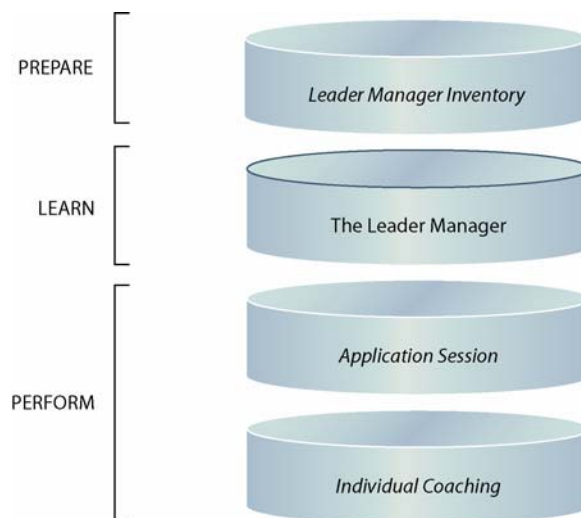 PREPARE
Leader Manager Inventory
LEARN
The Leader Manager
Application Session
PERFORM
Individual Coaching